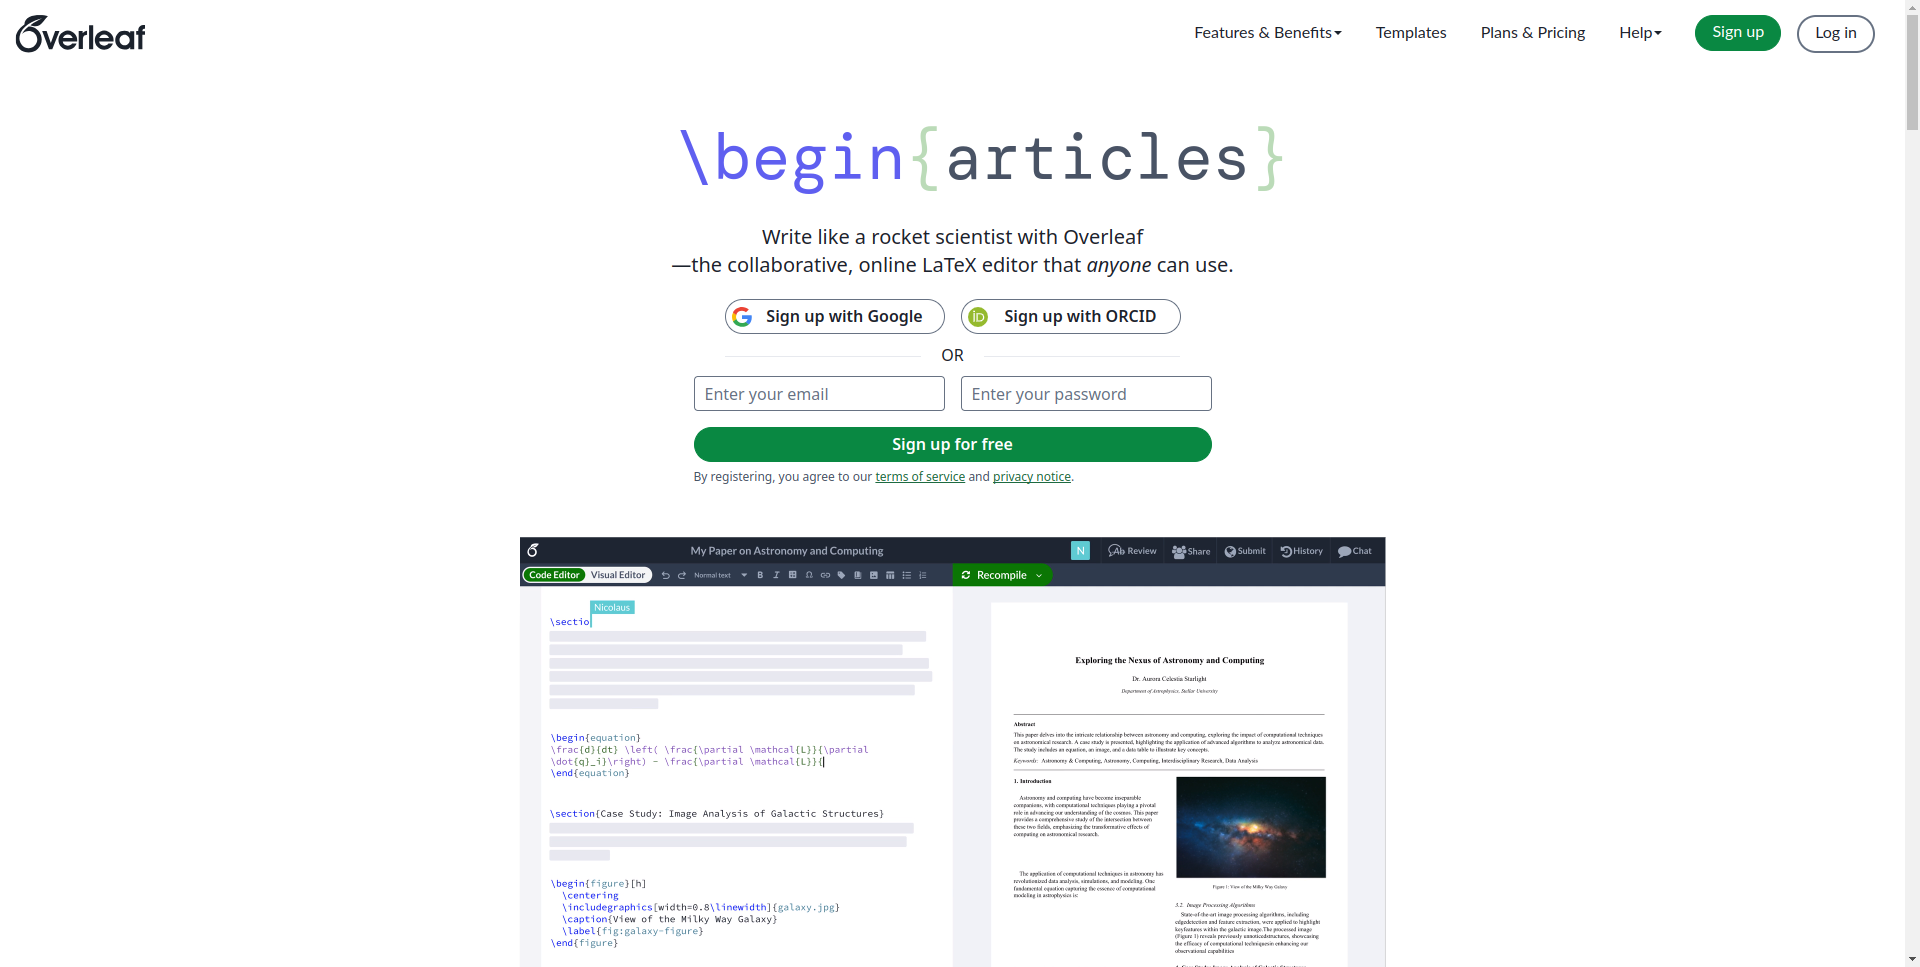 Overleaf
Features & Benefits
Templates
Plans & Pricing
Help
Sign up
Log in
\begin{articles}
Write like a rocket scientist with Overleaf
—the collaborative, online LaTeX editor that anyone can use.
Sign up with Google
Sign up with ORCID
OR
Enter your email
Enter your password
Sign up for free
By registering, you agree to our terms of service and privacy notice.
My Paper on Astronomy and Computing
N
Review
Share
Submit
History
Chat
Code Editor
Visual Editor
Normal text
Recompile
Nicolaus
\sectio
\begin{equation}
\frac{d}{dt} \left( \frac{\partial \mathcal{L}}{\partial
\dot{q}_i}\right) - \frac{\partial \mathcal{L}}{
\end{equation}
\section{Case Study: Image Analysis of Galactic Structures}
\begin{figure}[h]
\centering
\includegraphics[width=0.8\linewidth]{galaxy.jpg}
\caption{View of the Milky Way Galaxy}
\label{fig:galaxy-figure}
\end{figure}
Exploring the Nexus of Astronomy and Computing
Dr. Aurora Celestia Starlight
Department of Astrophysics, Stellar University
Abstract
This paper delves into the intricate relationship between astronomy and computing, exploring the impact of computational techniques
on astronomical research. A case study is presented, highlighting the application of advanced algorithms to analyze astronomical data.
The study includes an equation, an image, and a data table to illustrate key concepts.
Keywords: Astronomy & Computing, Astronomy, Computing, Interdisciplinary Research, Data Analysis
1. Introduction
Astronomy and computing have become inseparable
companions, with computational techniques playing a pivotal
role in advancing our understanding of the cosmos. This paper
provides a comprehensive study of the intersection between
these two fields, emphasizing the transformative effects of
computing on astronomical research.
The application of computational techniques in astronomy has
revolutionized data analysis, simulations, and modeling. One
fundamental equation capturing the essence of computational
modeling in astrophysics is:
Figure 1: View of the Milky Way Galaxy
3.2. Image Processing Algorithms
State-of-the-art image processing algorithms, including
edgedetection and feature extraction, were applied to highlight
keyfeatures within the galactic image.The processed image
(Figure 1) reveals previously unnoticedstructures, showcasing
the efficacy of computational techniquesin enhancing our
observational capabilities